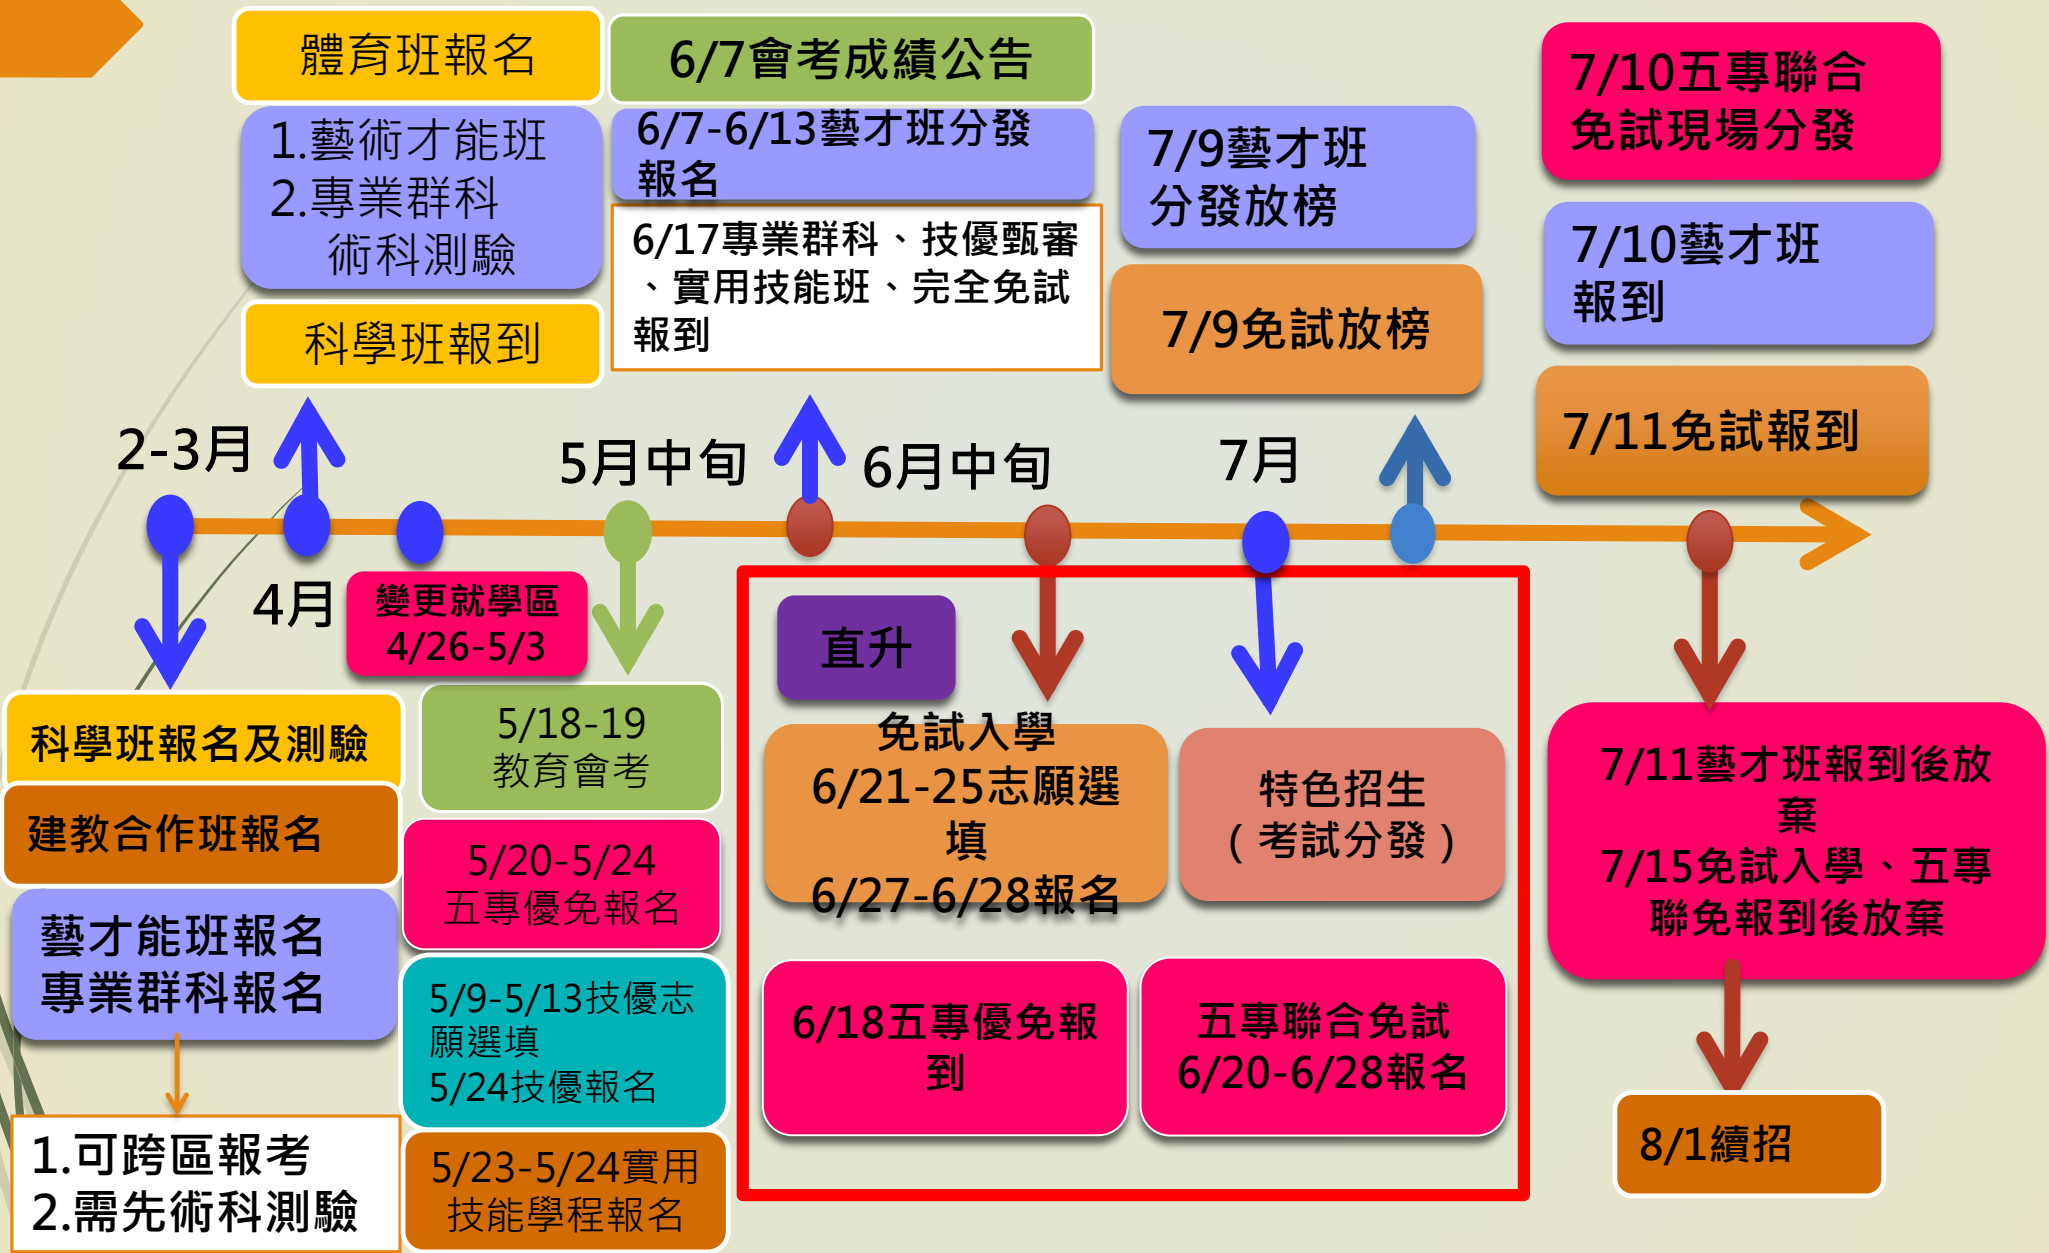 體育班報名
1.藝術才能班
2.專業群科
術科測驗
科學班報到
6/7會考成績公告
6/7-6/13藝才班分發
報名
6/17專業群科、技優甄審
、實用技能班、完全免試
報到
7/9藝才班
分發放榜
7/9免試放榜
7/10五專聯合
免試現場分發
7/10藝才班
報到
7/11免試報到
2-3月
5月中旬
6月中旬
7月
4月
變更就學區
4/26-5/3
科學班報名及測驗
建教合作班報名
藝才能班報名
專業群科報名
1.可跨區報考
2.需先術科測驗
5/18-19
教育會考
5/20-5/24
五專優免報名
5/9-5/13技優志
願選填
5/24技優報名
5/23-5/24實用
技能學程報名
直升
免試入學
6/21-25志願選
填
6/27-6/28報名
特色招生
（考試分發）
6/18五專優免報
到
五專聯合免試
6/20-6/28報名
7/11藝才班報到後放
棄
7/15免試入學、五專
聯免報到後放棄
8/1續招